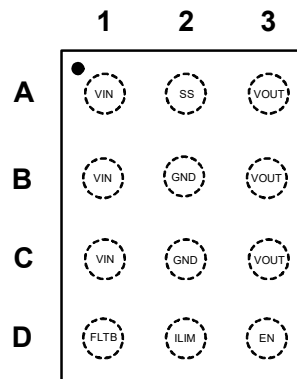 1 2 3
A VIN SS VOUT
B VIN GND VOUT
C VIN GND VOUT
D FLTB ILIM EN